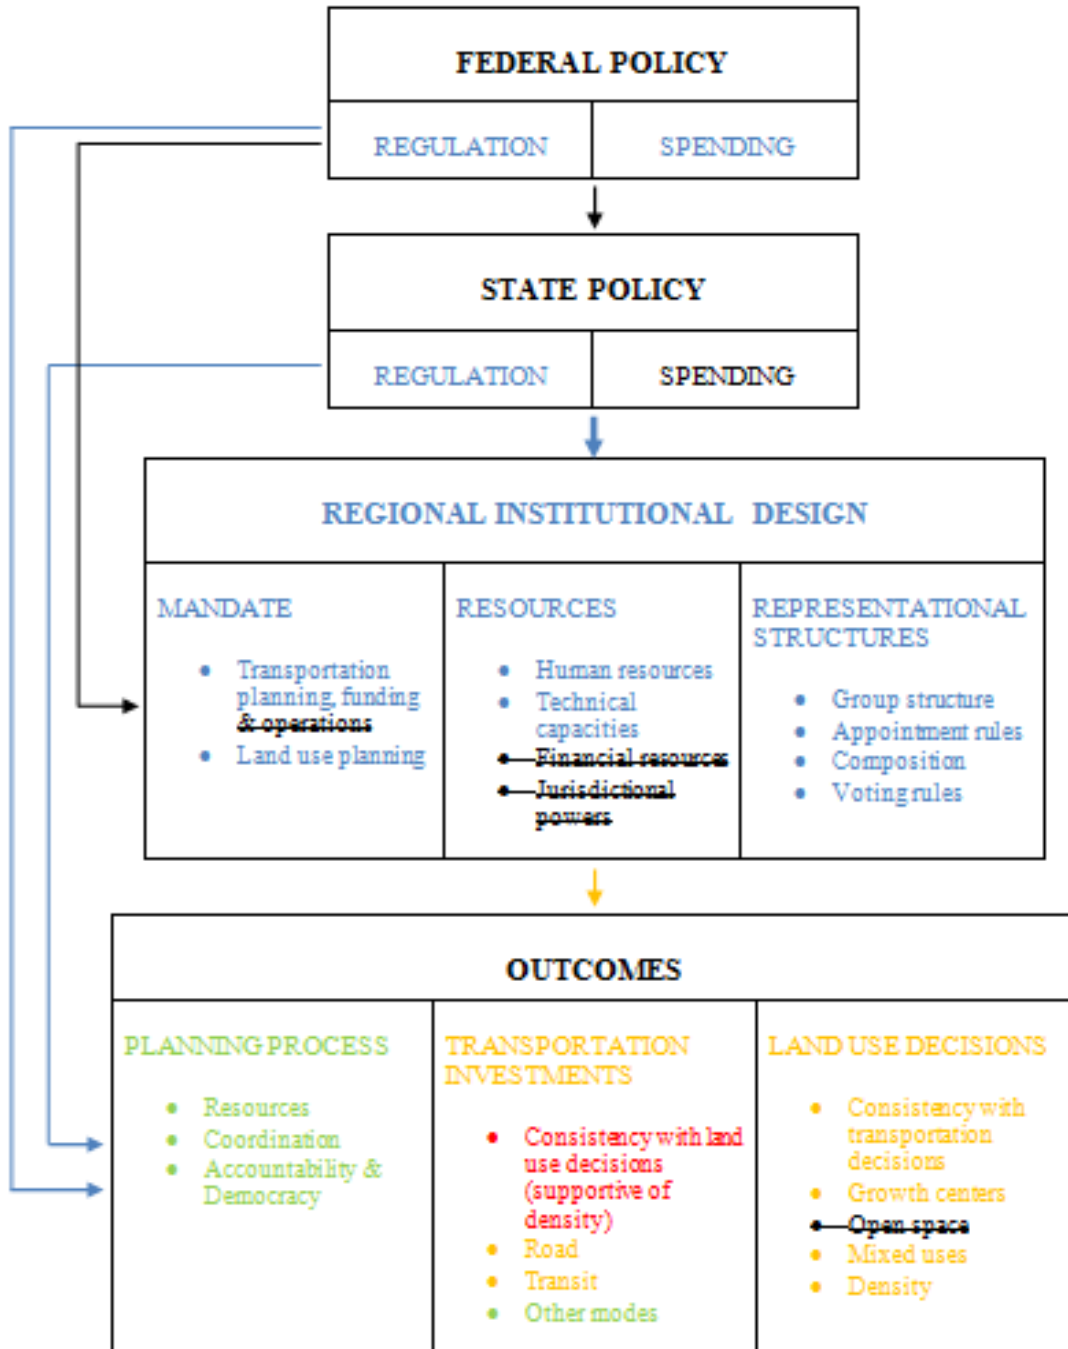 FEDERAL POLICY
REGULATION
SPENDING
STATE POLICY
REGULATION
SPENDING
REGIONAL INSTITUTIONAL DESIGN
MANDATE
● Transportation
planning, funding
& operations
● Land use planning
RESOURCES
● Human resources
● Technical
capacities
● Financial resources
● Jurisdictional
powers
REPRESENTATIONAL
STRUCTURES
● Group structure
● Appointment rules
● Composition
● Voting rules
OUTCOMES
PLANNING PROCESS
● Resources
● Coordination
● Accountability &
Democracy
TRANSPORTATION
INVESTMENTS
● Consistency with land
use decisions
(supportive of
density)
● Road
● Transit
● Other modes
LAND USE DECISIONS
● Consistency with
transportation
decisions
● Growth centers
● Open space
● Mixed uses
● Density